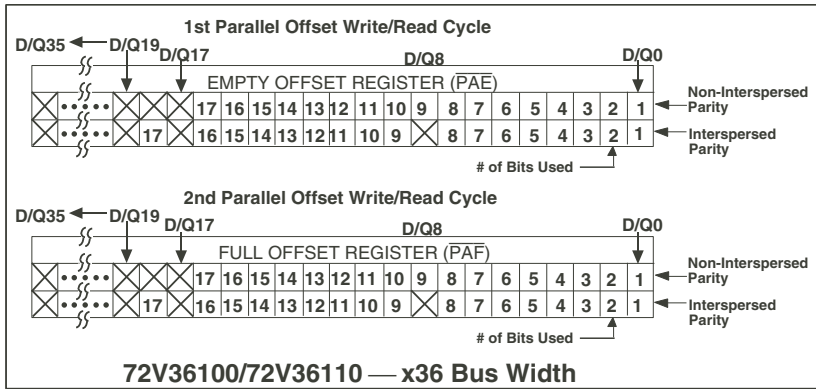 1st Parallel Offset Write/Read Cycle
D/Q35 D/Q19 D/Q17 D/Q8 D/Q0
EMPTY OFFSET REGISTER (PAE)
17 16 15 14 13 12 11 10 9 8 7 6 5 4 3 2 1 Non-Interspersed Parity
17 16 15 14 13 12 11 10 9 8 7 6 5 4 3 2 1 Interspersed Parity
# of Bits Used
2nd Parallel Offset Write/Read Cycle
D/Q35 D/Q19 D/Q17 D/Q8 D/Q0
FULL OFFSET REGISTER (PAF)
17 16 15 14 13 12 11 10 9 8 7 6 5 4 3 2 1 Non-Interspersed Parity
17 16 15 14 13 12 11 10 9 8 7 6 5 4 3 2 1 Interspersed Parity
# of Bits Used
72V36100/72V36110 — x36 Bus Width